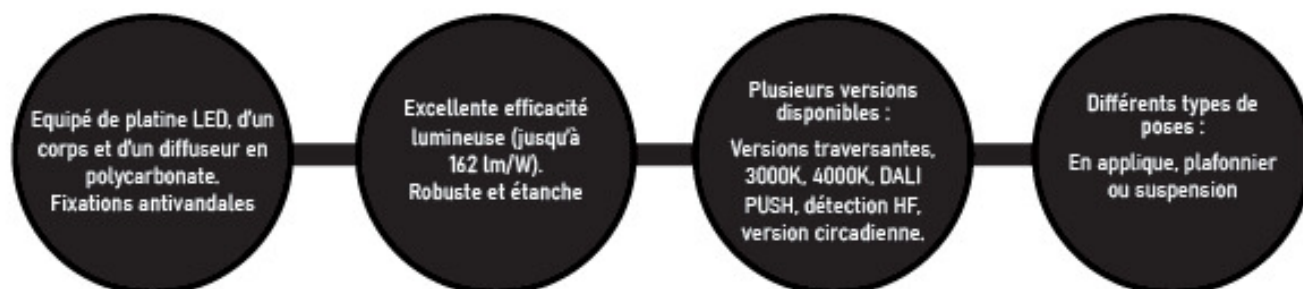 Equipé de platine LED, d'un
corps et d'un diffuseur en
polycarbonate.
Fixations antivandales
Excellente efficacité
lumineuse (jusqu'à
162 lm/W).
Robuste et étanche
Plusieurs versions
disponibles :
Versions traversantes,
3000K, 4000K, DALI
PUSH, détection HF,
version circadienne.
Différents types de
poses :
En applique, plafonnier
ou suspension